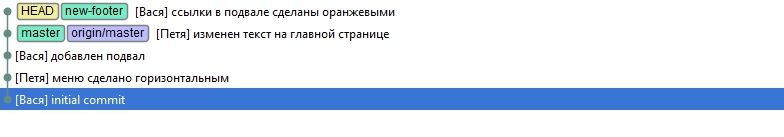 HEAD new-footer [Вася] ссылки в подвале сделаны оранжевыми
master origin/master [Петя] изменен текст на главной странице
[Вася] добавлен подвал
[Петя] меню сделано горизонтальным
[Вася] initial commit